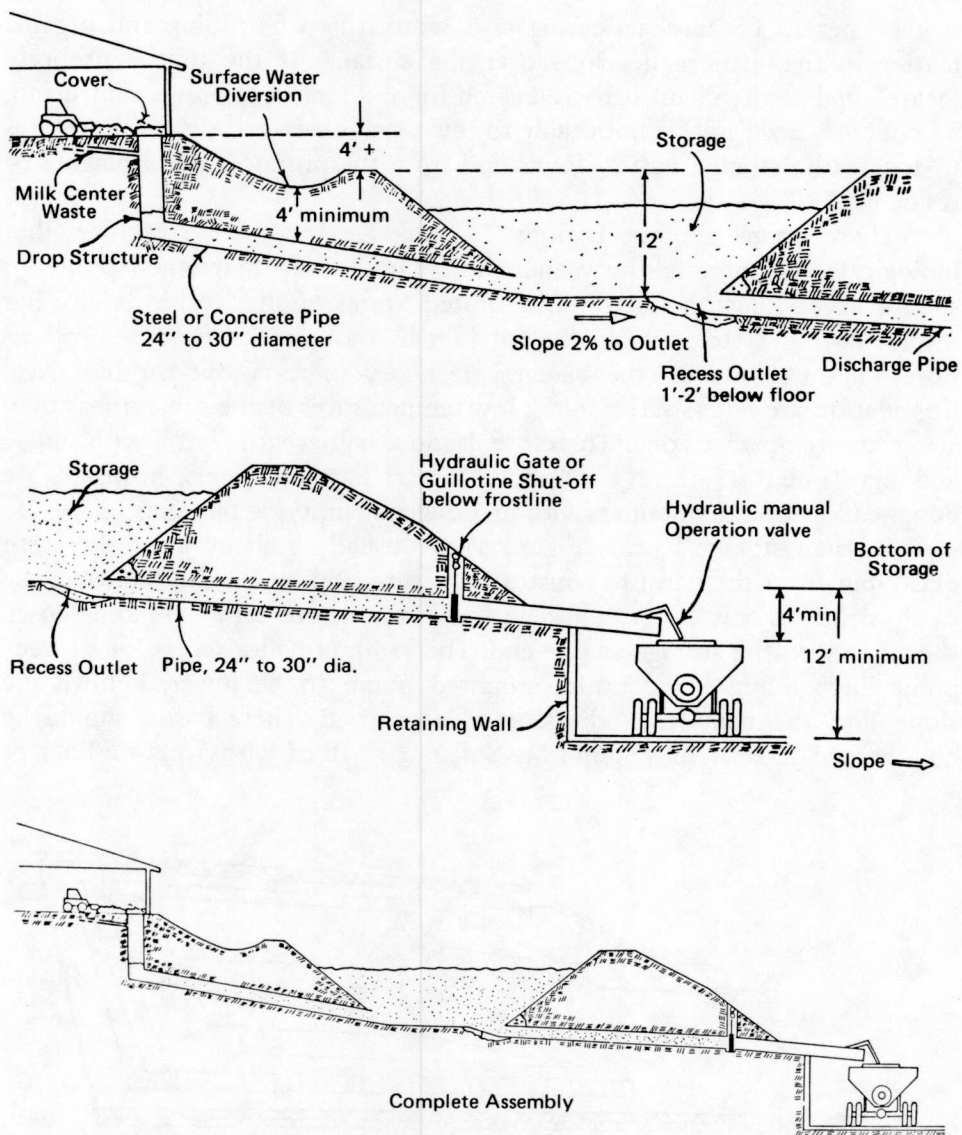 Cover
Surface Water
Diversion
4' +
Storage
Milk Center
Waste
4' minimum
12'
Drop Structure
Steel or Concrete Pipe
24" to 30" diameter
Slope 2% to Outlet
Discharge Pipe
Recess Outlet
1'-2' below floor
Storage
Hydraulic Gate or
Guillotine Shut-off
below frostline
Hydraulic manual
Operation valve
Bottom of
Storage
4'min
12' minimum
Recess Outlet
Pipe, 24" to 30" dia.
Retaining Wall
Slope
Complete Assembly